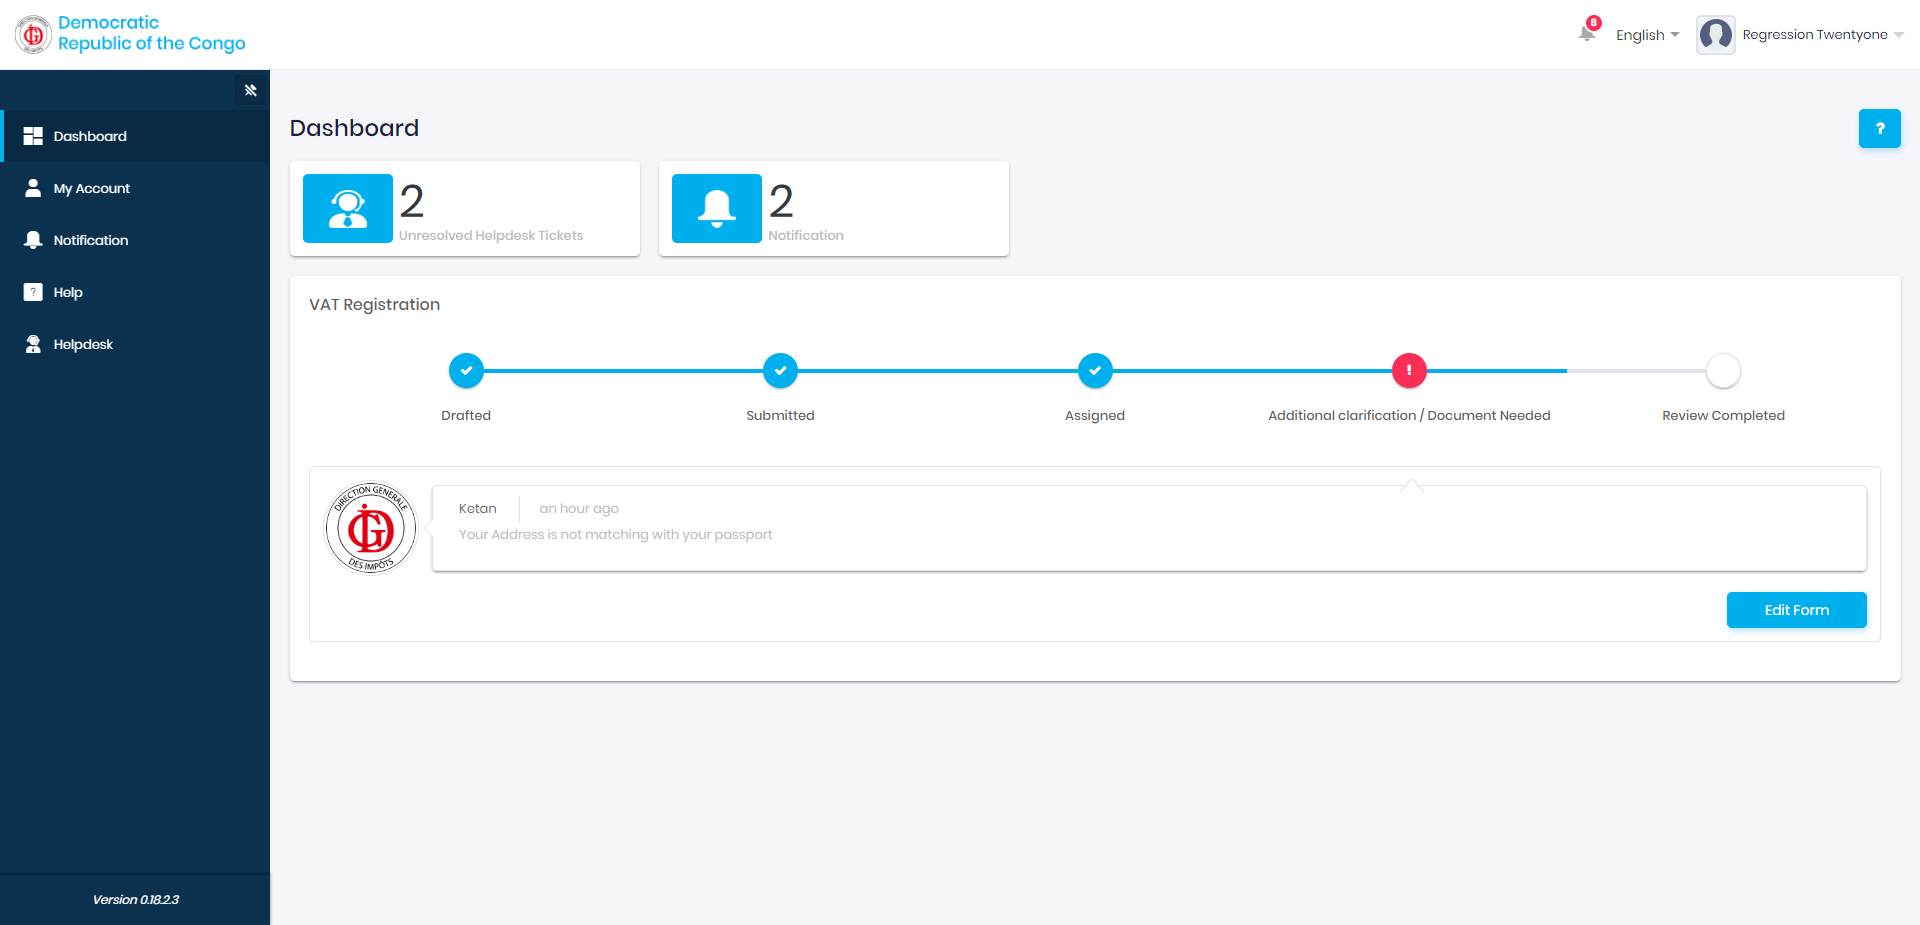 Democratic
Republic of the Congo
8
English
Regression Twentyone
Dashboard
My Account
Notification
Help
Helpdesk
Version 0.18.2.3
Dashboard
?
2
Unresolved Helpdesk Tickets
2
Notification
VAT Registration
!
Drafted
Submitted
Assigned
Additional clarification / Document Needed
Review Completed
DIRECTION GENERALE
DGI
DES IMPÔTS
Ketan
an hour ago
Your Address is not matching with your passport
Edit Form